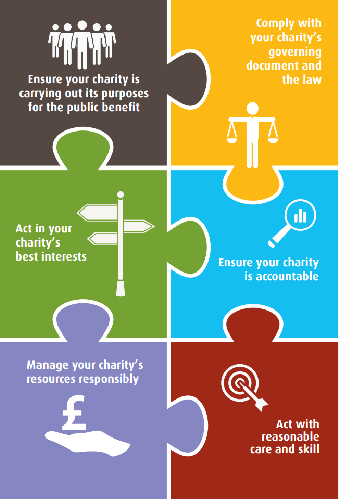 Ensure your charity is
carrying out its purposes
for the public benefit
Comply with
your charity's
governing
document and
the law
Act in your
charity's
best interests
Ensure your charity
is accountable
Manage your charity's
resources responsibly
£
Act with
reasonable
care and skill